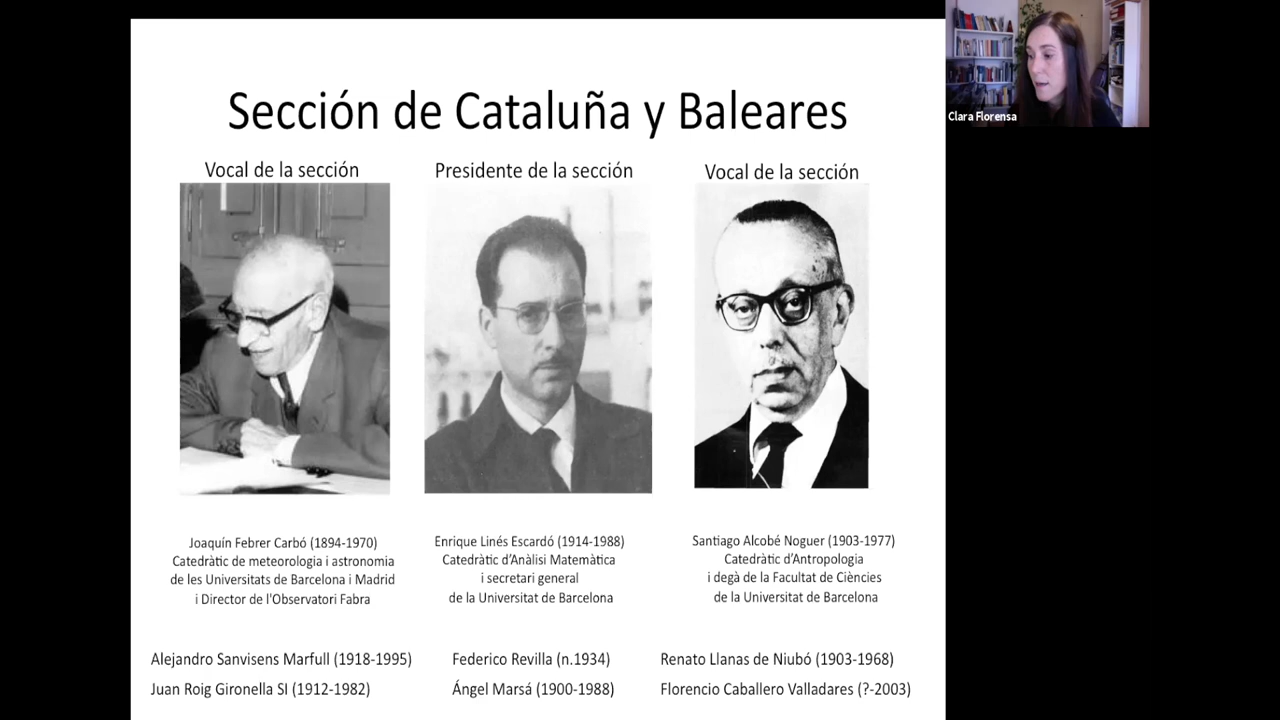 Sección de Cataluña y Baleares
Clara Florensa
Vocal de la sección
Presidente de la sección
Vocal de la sección
Joaquín Febrer Carbó (1894-1970)
Catedràtic de meteorologia i astronomia
de les Universitats de Barcelona i Madrid
i Director de l'Observatori Fabra
Enrique Linés Escardó (1914-1988)
Catedràtic d'Anàlisi Matemàtica
i secretari general
de la Universitat de Barcelona
Santiago Alcobé Noguer (1903-1977)
Catedràtic d'Antropologia
i degà de la Facultat de Ciències
de la Universitat de Barcelona
Alejandro Sanvisens Marfull (1918-1995)
Federico Revilla (n.1934)
Renato Llanas de Niubó (1903-1968)
Juan Roig Gironella SI (1912-1982)
Ángel Marsá (1900-1988)
Florencio Caballero Valladares (?-2003)